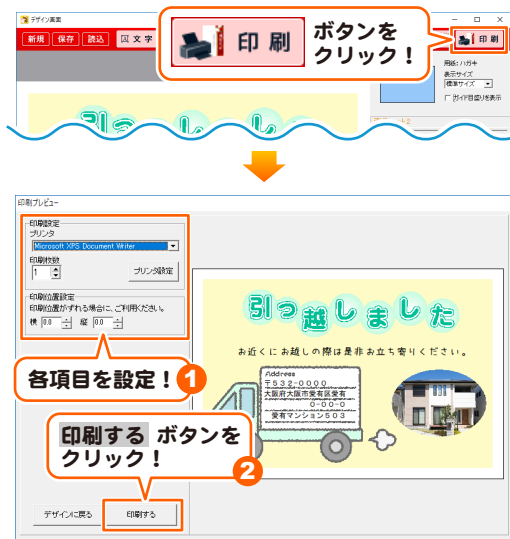 デザイン画面
新規 保存 読込 文字
印刷
ボタンを
クリック！
印刷
用紙：ハガキ
表示サイズ
標準サイズ
ガイド目盛りを表示
引っ越しました
印刷プレビュー
印刷設定
プリンタ
Microsoft XPS Document Writer
印刷枚数
1 プリンタ設定
印刷位置設定
印刷位置がずれる場合に、ご利用ください。
横 0.0 縦 0.0
各項目を設定！1
印刷する ボタンを
クリック！
2
デザインに戻る 印刷する
引っ越しました
お近くにお越しの際は是非お立ち寄りください。
Address
〒532-0000
大阪府大阪市愛有区愛有
0-00-0
愛有マンション503